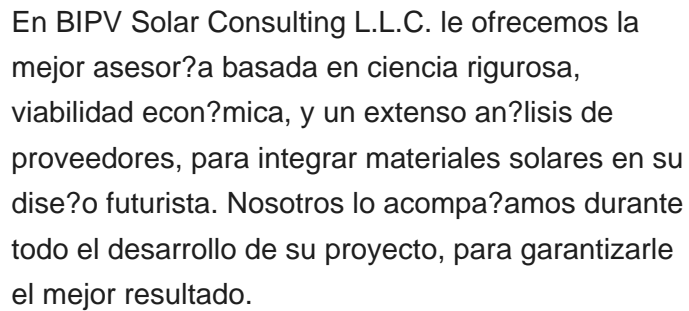 En BIPV Solar Consulting L.L.C. le ofrecemos la
mejor asesor?a basada en ciencia rigurosa,
viabilidad econ?mica, y un extenso an?lisis de
proveedores, para integrar materiales solares en su
dise?o futurista. Nosotros lo acompa?amos durante
todo el desarrollo de su proyecto, para garantizarle
el mejor resultado.